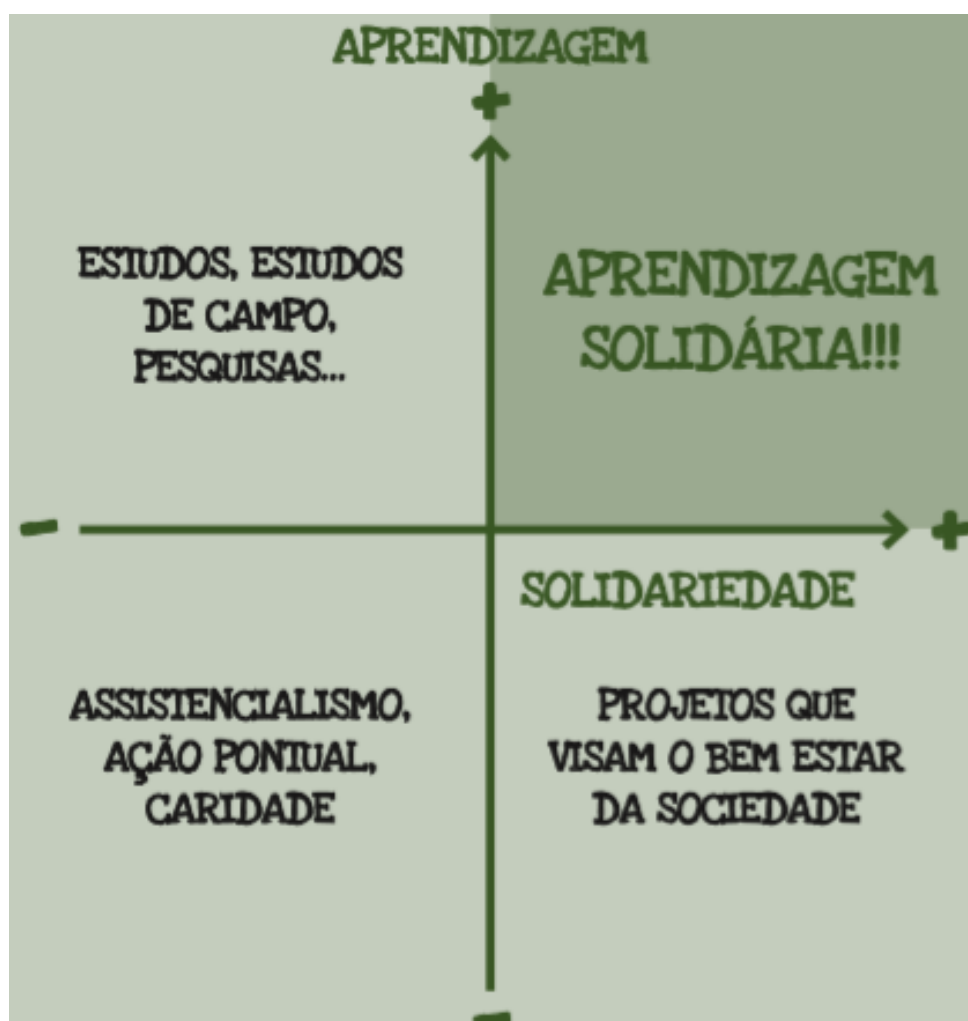 APRENDIZAGEM
+
ESTUDOS, ESTUDOS
DE CAMPO,
PESQUISAS...
APRENDIZAGEM
SOLIDÁRIA!!!
-
+
SOLIDARIEDADE
ASSISTENCIALISMO,
AÇÃO PONTUAL,
CARIDADE
PROJETOS QUE
VISAM O BEM ESTAR
DA SOCIEDADE
-